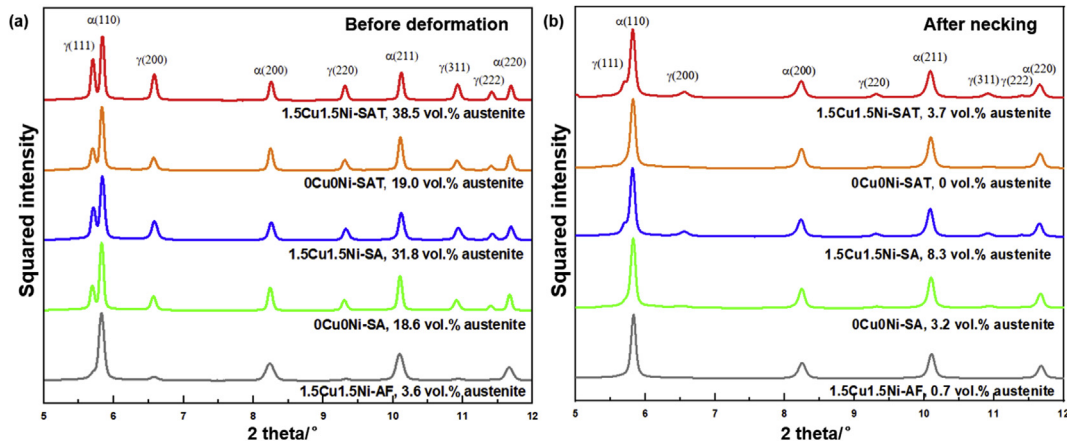 (a)
Before deformation
α(110)
γ(111)
γ(200)
α(200)
γ(220)
α(211)
γ(311)
γ(222)
α(220)
1.5Cu1.5Ni-SAT, 38.5 vol.% austenite
0Cu0Ni-SAT, 19.0 vol.% austenite
1.5Cu1.5Ni-SA, 31.8 vol.% austenite
0Cu0Ni-SA, 18.6 vol.% austenite
1.5Cu1.5Ni-AF, 3.6 vol.% austenite
Squared intensity
5 6 7 8 9 10 11 12
2 theta/°
(b)
After necking
α(110)
γ(111)
γ(200)
α(200)
γ(220)
α(211)
γ(311)
γ(222)
α(220)
1.5Cu1.5Ni-SAT, 3.7 vol.% austenite
0Cu0Ni-SAT, 0 vol.% austenite
1.5Cu1.5Ni-SA, 8.3 vol.% austenite
0Cu0Ni-SA, 3.2 vol.% austenite
1.5Cu1.5Ni-AF, 0.7 vol.% austenite
Squared intensity
5 6 7 8 9 10 11 12
2 theta/°